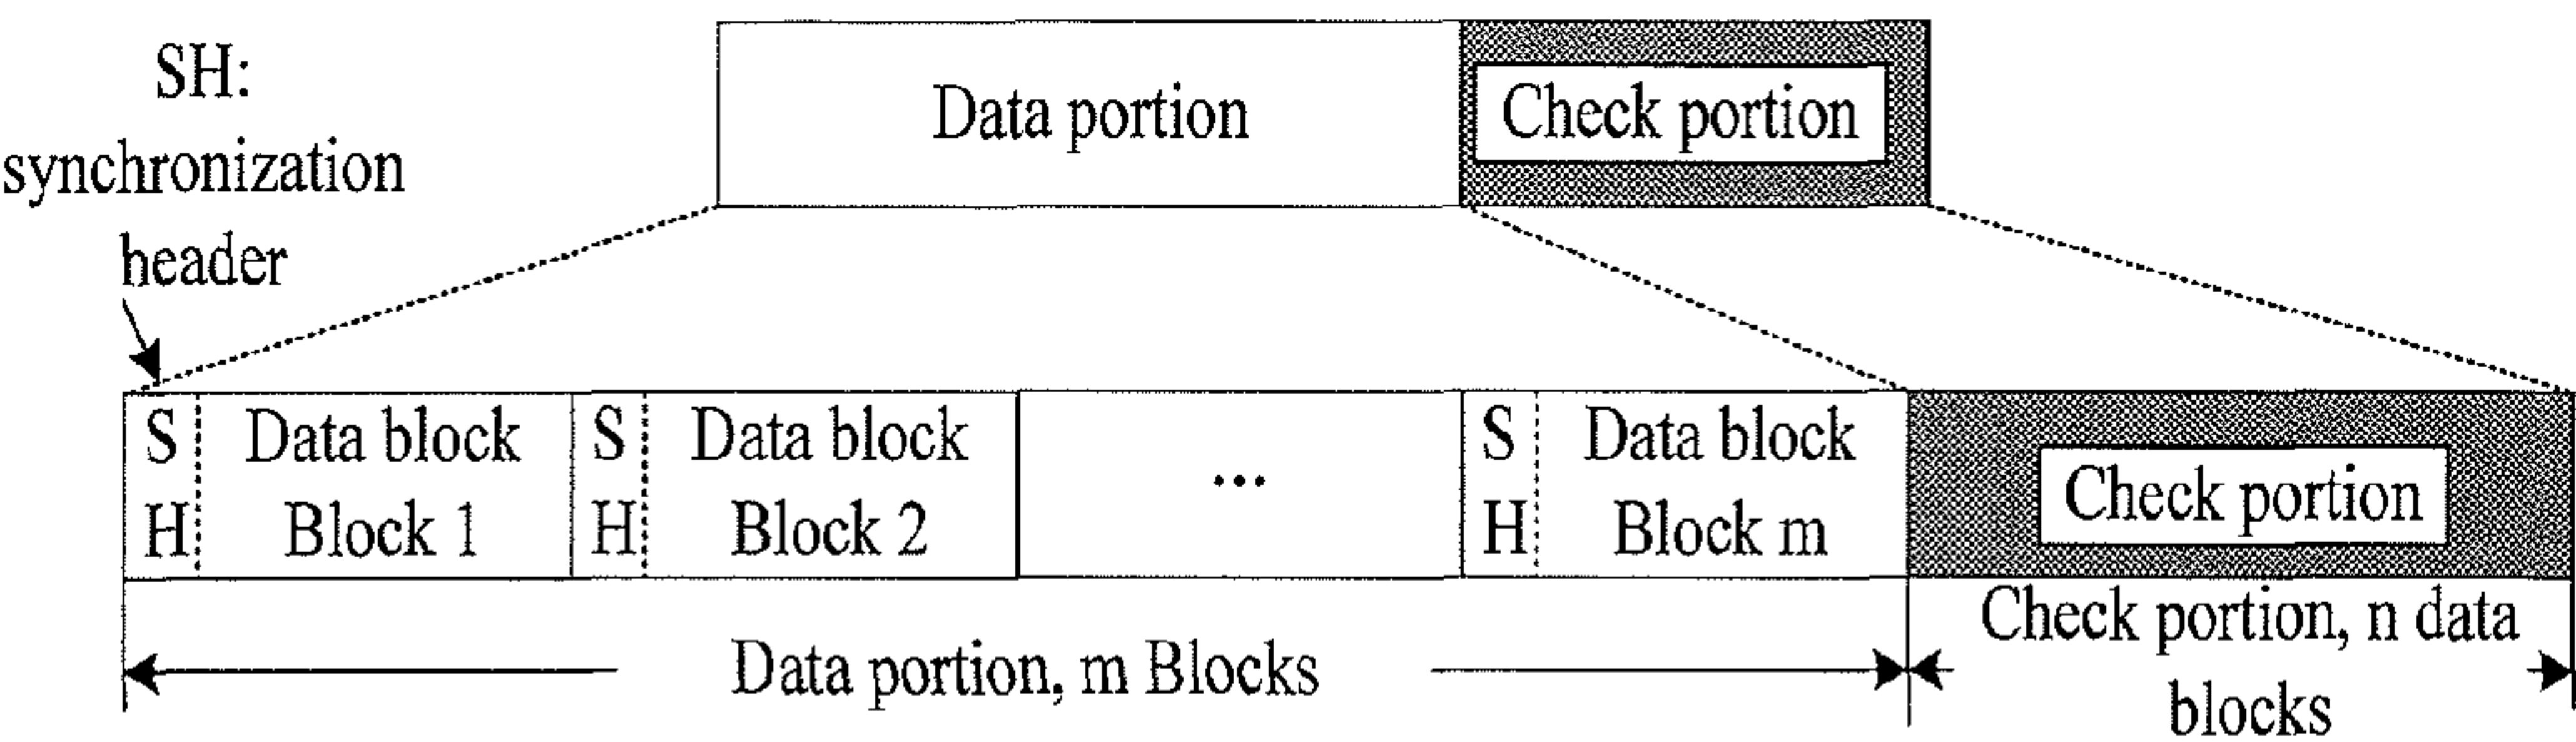 SH:
synchronization
header
Data portion
Check portion
S
H
Data block
Block 1
S
H
Data block
Block 2
...
S
H
Data block
Block m
Check portion
Data portion, m Blocks
Check portion, n data
blocks